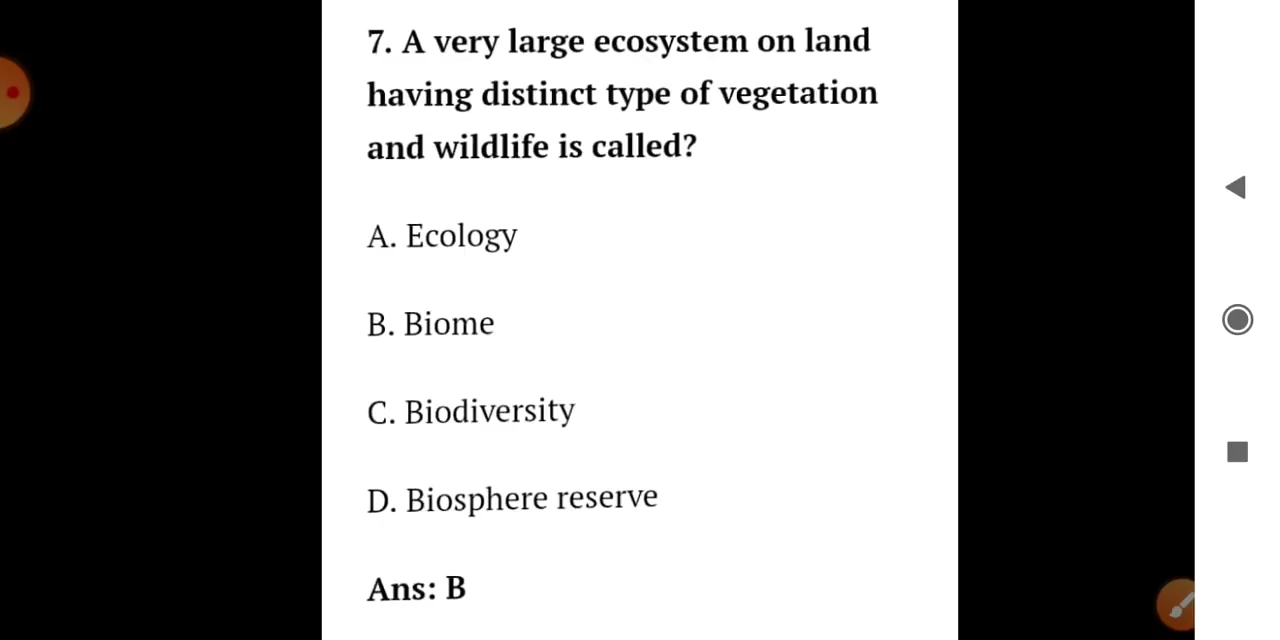 7. A very large ecosystem on land
having distinct type of vegetation
and wildlife is called?
A. Ecology
B. Biome
C. Biodiversity
D. Biosphere reserve
Ans: B